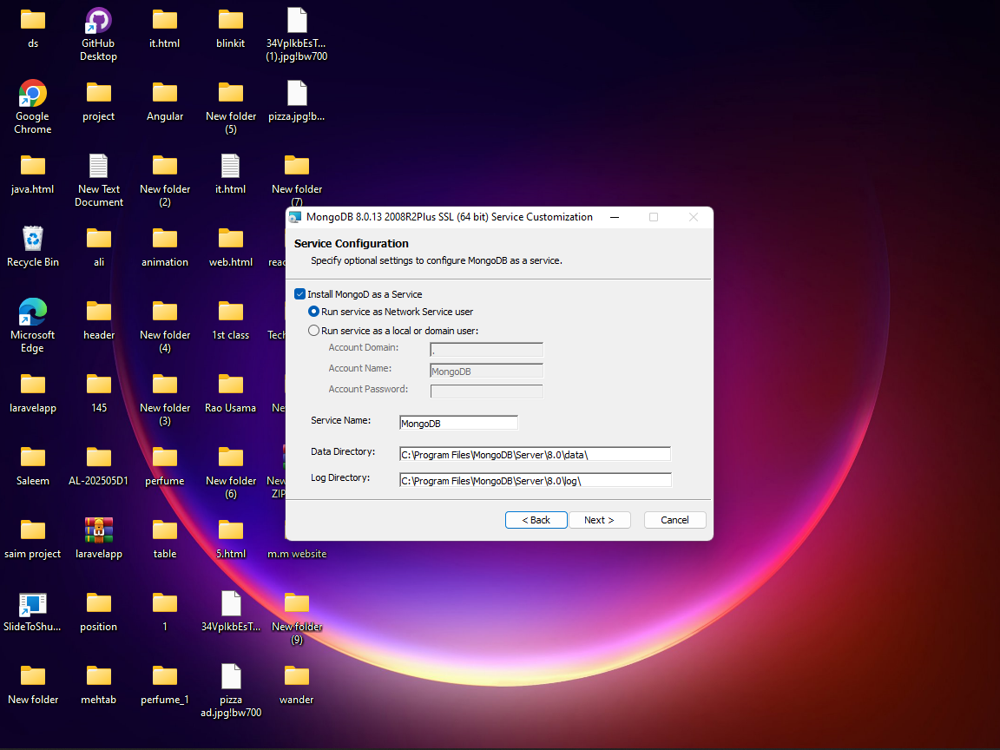 ds
GitHub
Desktop
it.html
blinkit
34VplkbEsT...
(1).jpg!bw700
Google
Chrome
project
Angular
New folder
(5)
pizza.jpg!b...
java.html
New Text
Document
New folder
(2)
it.html
New folder
(7)
Recycle Bin
ali
animation
web.html
Microsoft
Edge
header
New folder
(4)
1st class
laravelapp
145
New folder
(3)
Rao Usama
Saleem
AL-202505D1
perfume
New folder
(6)
saim project
laravelapp
table
5.html
m.m website
SlideToShu...
position
1
34VplkbEsT...
New folder
(9)
New folder
mehtab
perfume_1
pizza
ad.jpg!bw700
wander
MongoDB 8.0.13 2008R2Plus SSL (64 bit) Service Customization
Service Configuration
Specify optional settings to configure MongoDB as a service.
Install MongoD as a Service
Run service as Network Service user
Run service as a local or domain user:
Account Domain: .
Account Name: MongoDB
Account Password:
Service Name: MongoDB
Data Directory: C:\Program Files\MongoDB\Server\8.0\data\
Log Directory: C:\Program Files\MongoDB\Server\8.0\log\
< Back Next > Cancel